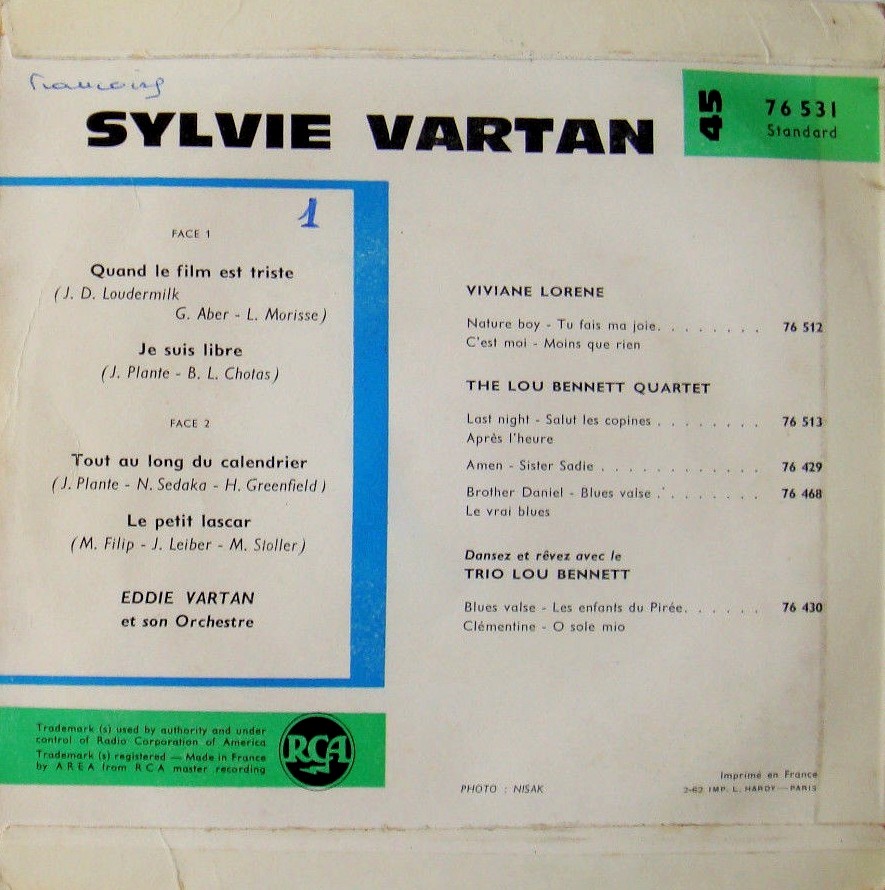 SYLVIE VARTAN
45
76 531
Standard
1
FACE 1
Quand le film est triste
(J. D. Loudermilk
G. Aber - L. Morisse)
Je suis libre
(J. Plante - B. L. Chotas)
FACE 2
Tout au long du calendrier
(J. Plante - N. Sedaka - H. Greenfield)
Le petit lascar
(M. Filip - J. Leiber - M. Stoller)
EDDIE VARTAN
et son Orchestre
VIVIANE LORENE
Nature boy - Tu fais ma joie. . . . . . . . 76 512
C'est moi - Moins que rien
THE LOU BENNETT QUARTET
Last night - Salut les copines . . . . . . . . 76 513
Après l'heure
Amen - Sister Sadie . . . . . . . . . . . . 76 429
Brother Daniel - Blues valse . . . . . . . . 76 468
Le vrai blues
Dansez et rêvez avec le
TRIO LOU BENNETT
Blues valse - Les enfants du Pirée. . . . . . 76 430
Clémentine - O sole mio
Trademark (s) used by authority and under
control of Radio Corporation of America
Trademark (s) registered — Made in France
by A R E A from R C A master recording
RCA
PHOTO : NISAK
Imprimé en France
2-62 IMP. L. HARDY — PARIS